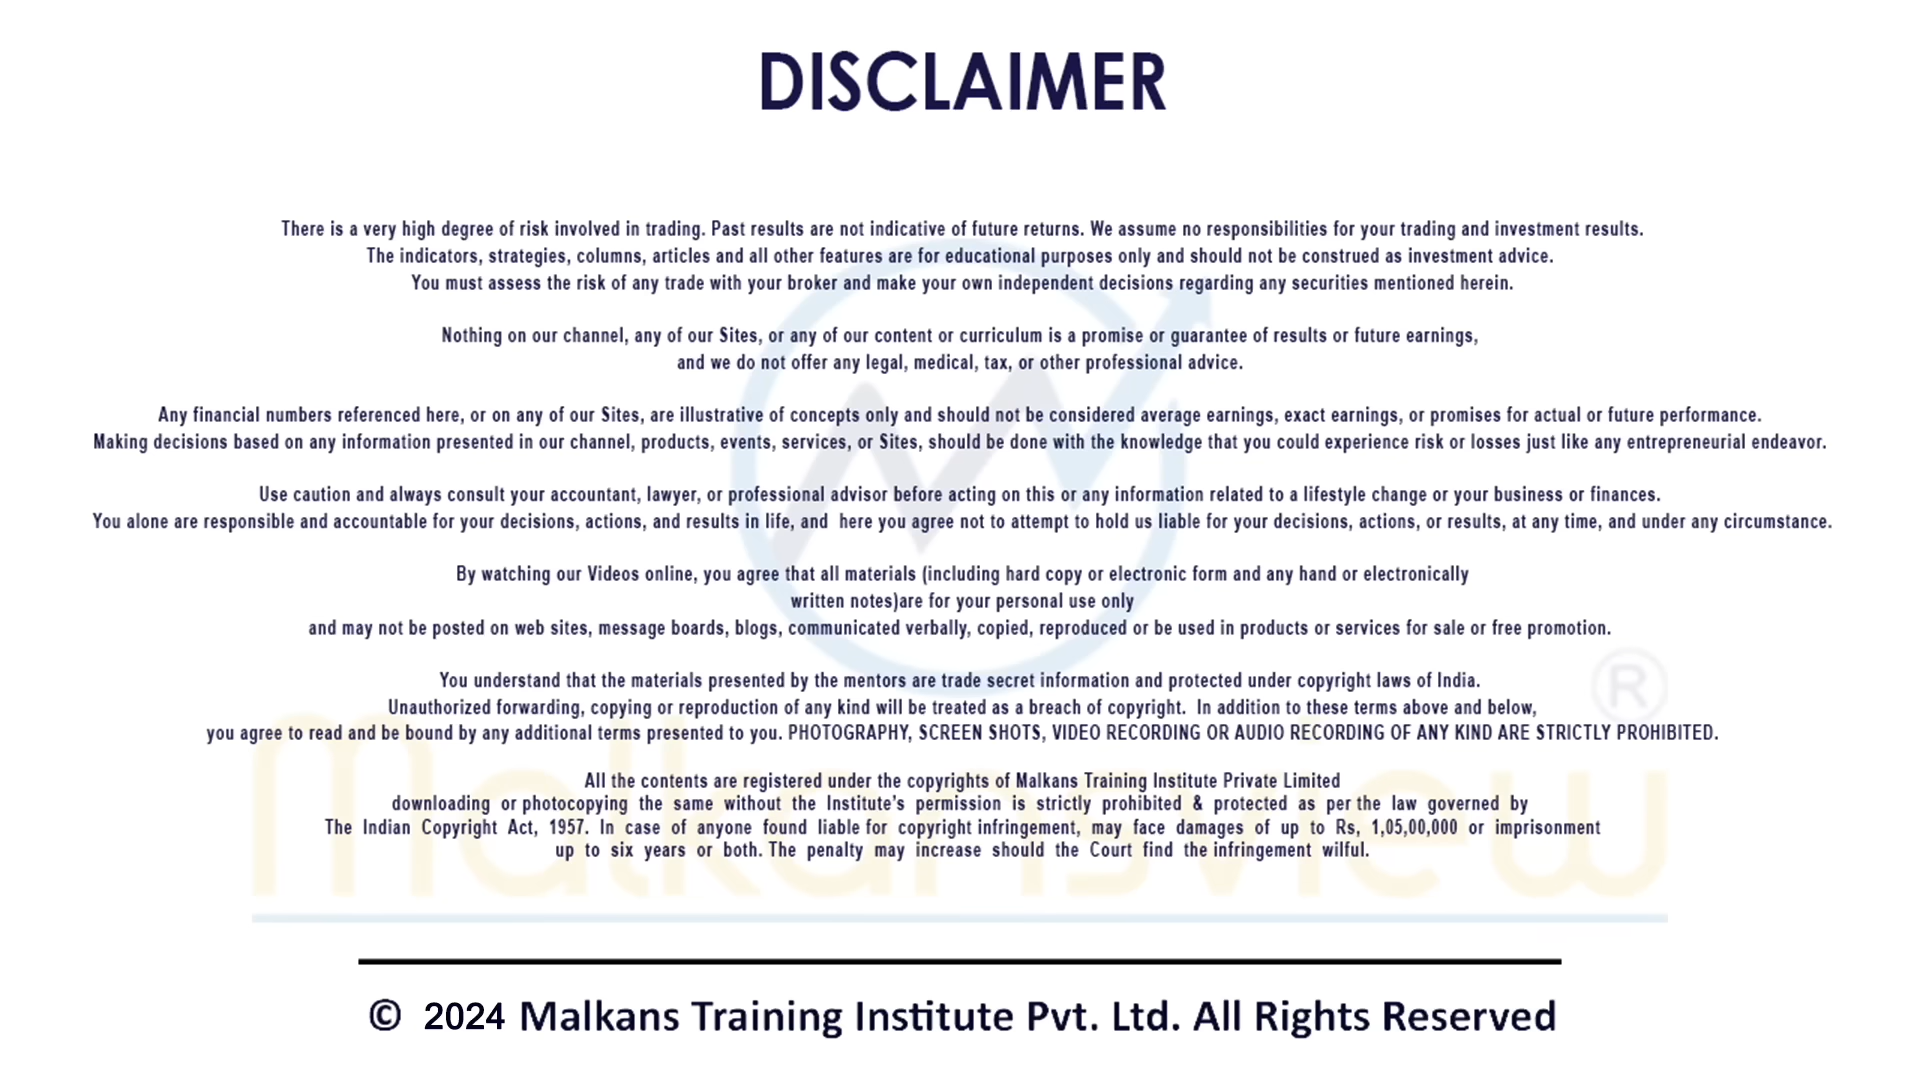 DISCLAIMER
There is a very high degree of risk involved in trading. Past results are not indicative of future returns. We assume no responsibilities for your trading and investment results.
The indicators, strategies, columns, articles and all other features are for educational purposes only and should not be construed as investment advice.
You must assess the risk of any trade with your broker and make your own independent decisions regarding any securities mentioned herein.
Nothing on our channel, any of our Sites, or any of our content or curriculum is a promise or guarantee of results or future earnings,
and we do not offer any legal, medical, tax, or other professional advice.
Any financial numbers referenced here, or on any of our Sites, are illustrative of concepts only and should not be considered average earnings, exact earnings, or promises for actual or future performance.
Making decisions based on any information presented in our channel, products, events, services, or Sites, should be done with the knowledge that you could experience risk or losses just like any entrepreneurial endeavor.
Use caution and always consult your accountant, lawyer, or professional advisor before acting on this or any information related to a lifestyle change or your business or finances.
You alone are responsible and accountable for your decisions, actions, and results in life, and here you agree not to attempt to hold us liable for your decisions, actions, or results, at any time, and under any circumstance.
By watching our Videos online, you agree that all materials (including hard copy or electronic form and any hand or electronically
written notes)are for your personal use only
and may not be posted on web sites, message boards, blogs, communicated verbally, copied, reproduced or be used in products or services for sale or free promotion.
You understand that the materials presented by the mentors are trade secret information and protected under copyright laws of India.
Unauthorized forwarding, copying or reproduction of any kind will be treated as a breach of copyright. In addition to these terms above and below,
you agree to read and be bound by any additional terms presented to you. PHOTOGRAPHY, SCREEN SHOTS, VIDEO RECORDING OR AUDIO RECORDING OF ANY KIND ARE STRICTLY PROHIBITED.
All the contents are registered under the copyrights of Malkans Training Institute Private Limited
downloading or photocopying the same without the Institute's permission is strictly prohibited & protected as per the law governed by
The Indian Copyright Act, 1957. In case of anyone found liable for copyright infringement, may face damages of up to Rs, 1,05,00,000 or imprisonment
up to six years or both. The penalty may increase should the Court find the infringement wilful.
Malkansview ®
© 2024 Malkans Training Institute Pvt. Ltd. All Rights Reserved